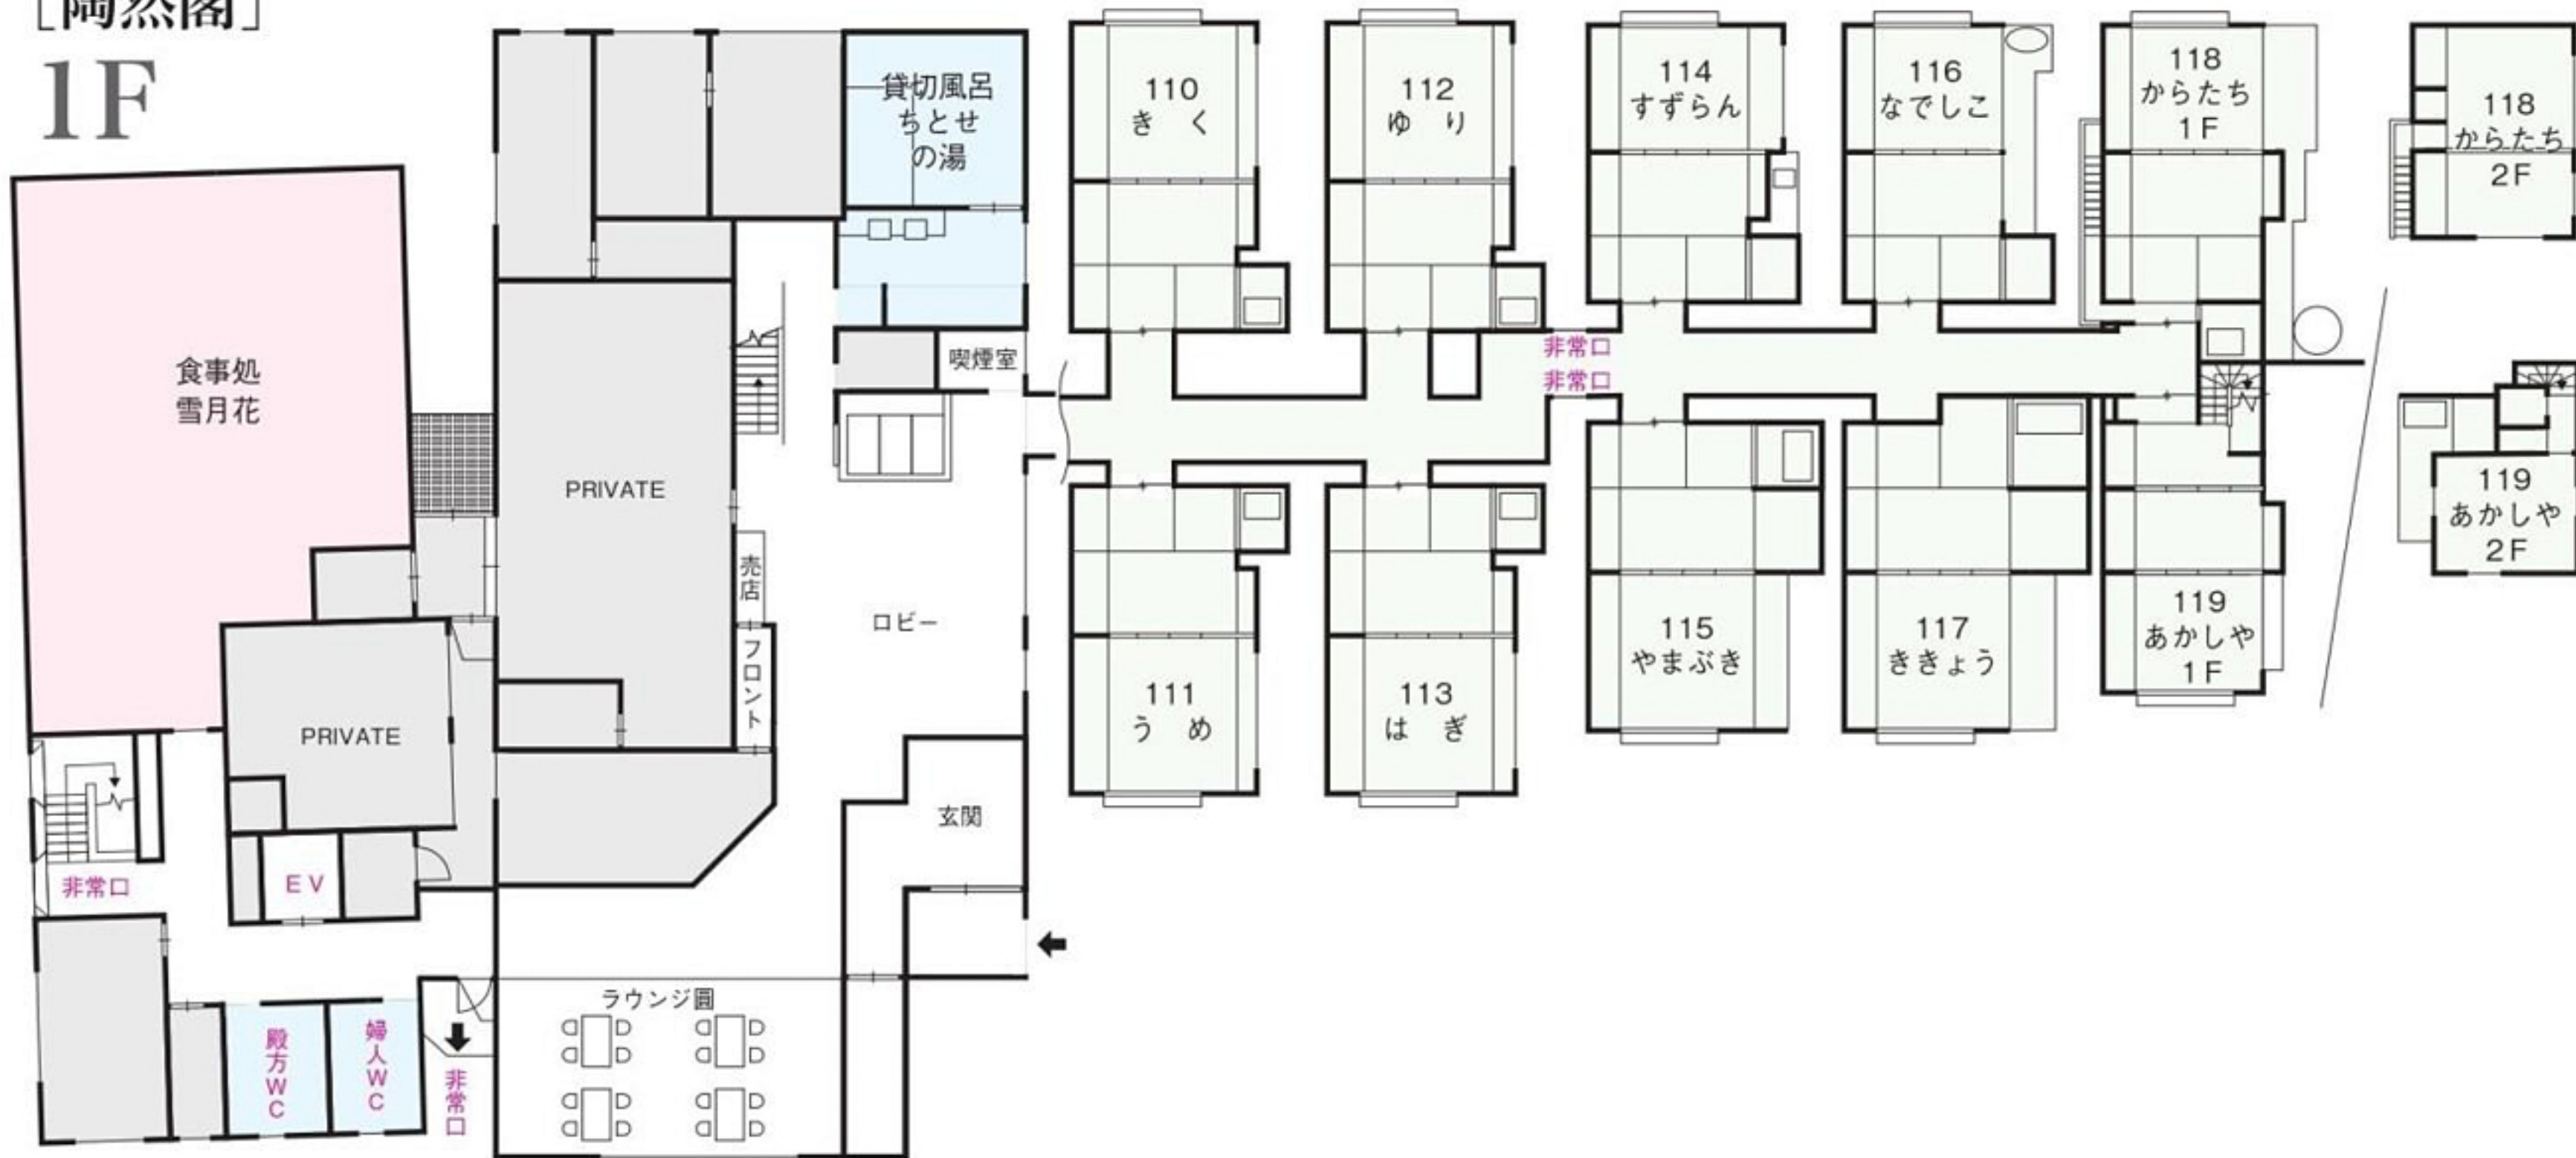 [陶然閣]
1F
食事処
雪月花
PRIVATE
貸切風呂
ちとせ
の湯
喫煙室
PRIVATE
売店
フロント
ロビー
玄関
EV
非常口
殿方WC
婦人WC
非常口
ラウンジ圓
110
きく
112
ゆり
114
すずらん
116
なでしこ
118
からたち
1F
118
からたち
2F
非常口
非常口
111
うめ
113
はぎ
115
やまぶき
117
ききょう
119
あかしや
1F
119
あかしや
2F